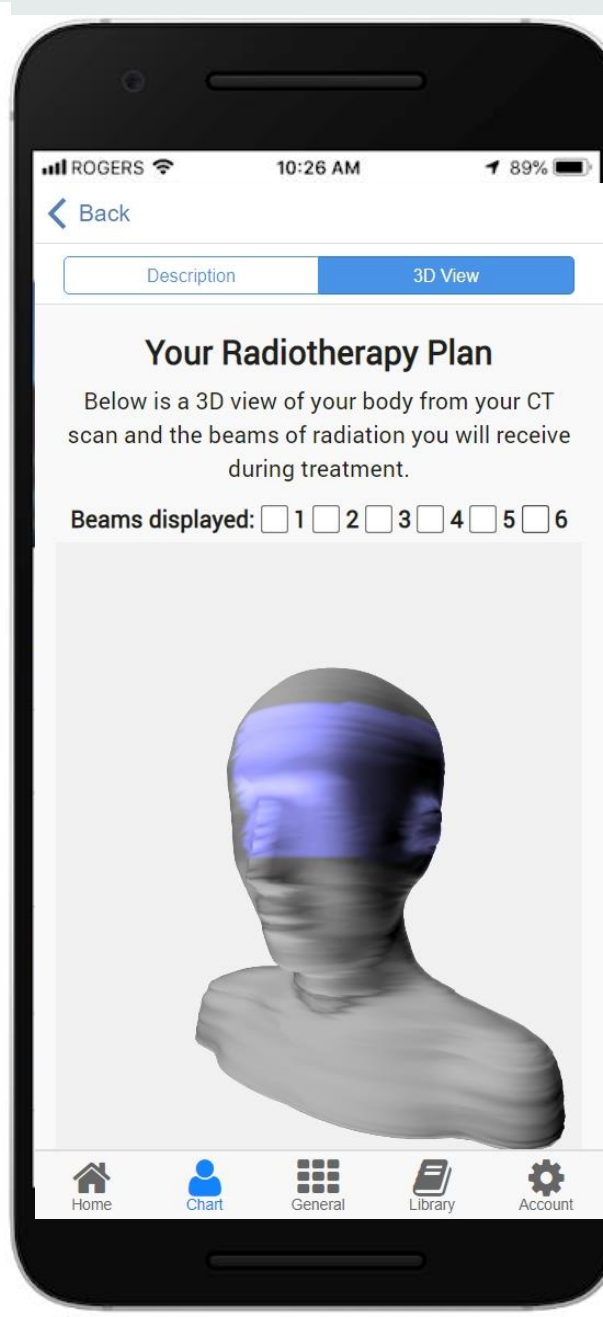 ROGERS 10:26 AM 89%
Back
Description 3D View
Your Radiotherapy Plan
Below is a 3D view of your body from your CT
scan and the beams of radiation you will receive
during treatment.
Beams displayed: 1 2 3 4 5 6
Home Chart General Library Account